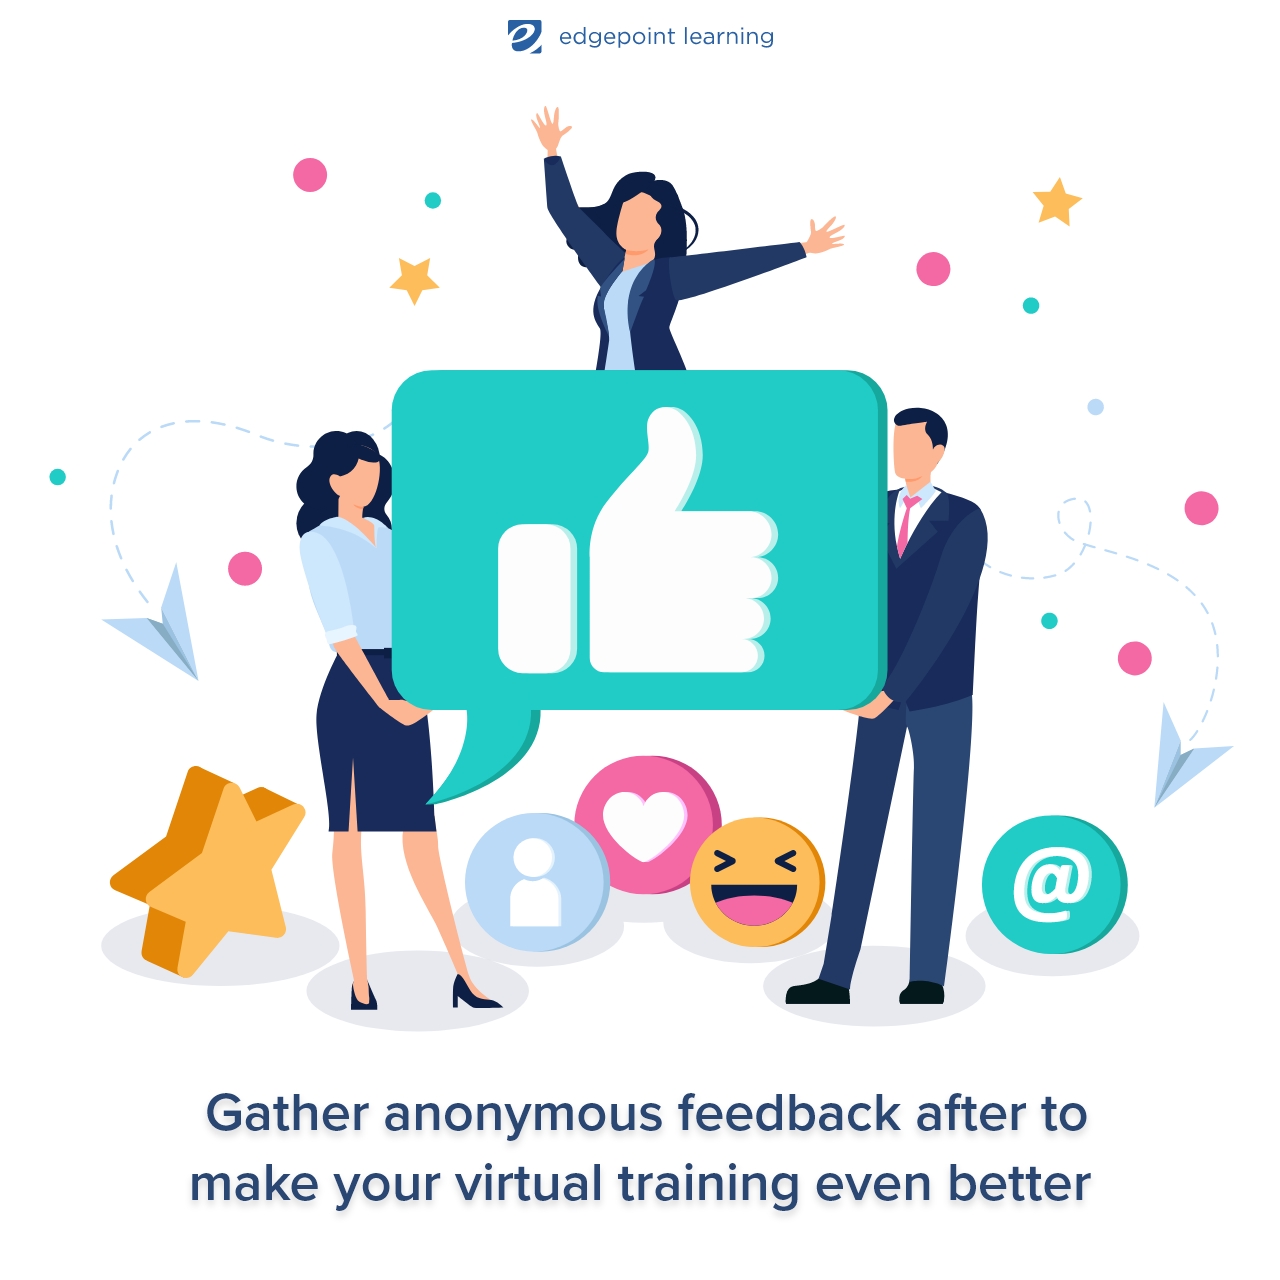 edgepoint learning
@
Gather anonymous feedback after to
make your virtual training even better